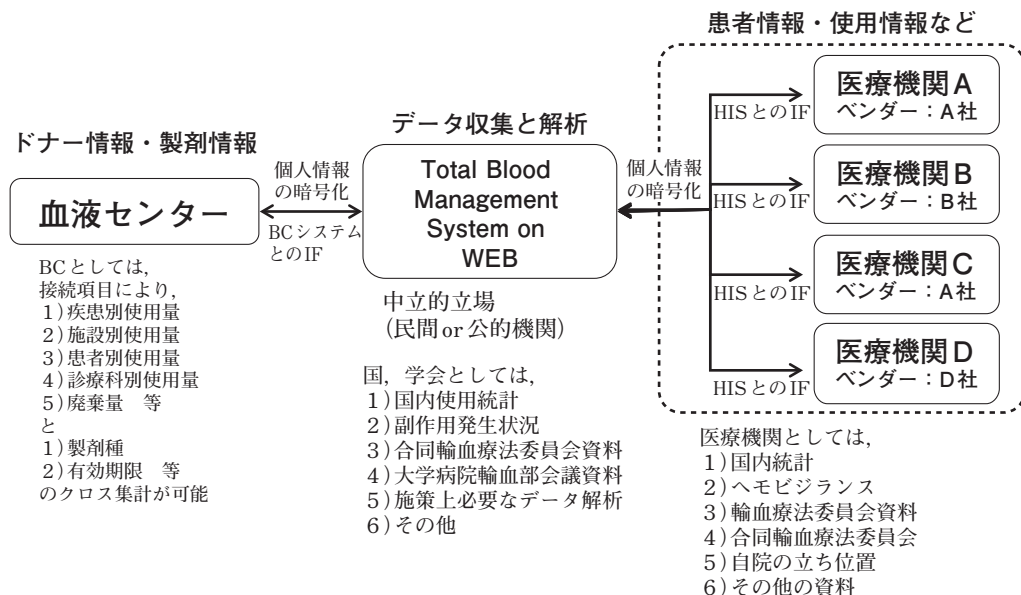 ドナー情報・製剤情報
血液センター
BCとしては，
接続項目により，
1）疾患別使用量
2）施設別使用量
3）患者別使用量
4）診療科別使用量
5）廃棄量　等
と
1）製剤種
2）有効期限　等
のクロス集計が可能
個人情報
の暗号化
BCシステム
とのIF
データ収集と解析
Total Blood
Management
System on
WEB
中立的立場
（民間or公的機関）
国，学会としては，
1）国内使用統計
2）副作用発生状況
3）合同輸血療法委員会資料
4）大学病院輸血部会議資料
5）施策上必要なデータ解析
6）その他
個人情報
の暗号化
患者情報・使用情報など
HISとのIF
医療機関A
ベンダー：A社
HISとのIF
医療機関B
ベンダー：B社
HISとのIF
医療機関C
ベンダー：A社
HISとのIF
医療機関D
ベンダー：D社
医療機関としては，
1）国内統計
2）ヘモビジランス
3）輸血療法委員会資料
4）合同輸血療法委員会
5）自院の立ち位置
6）その他の資料